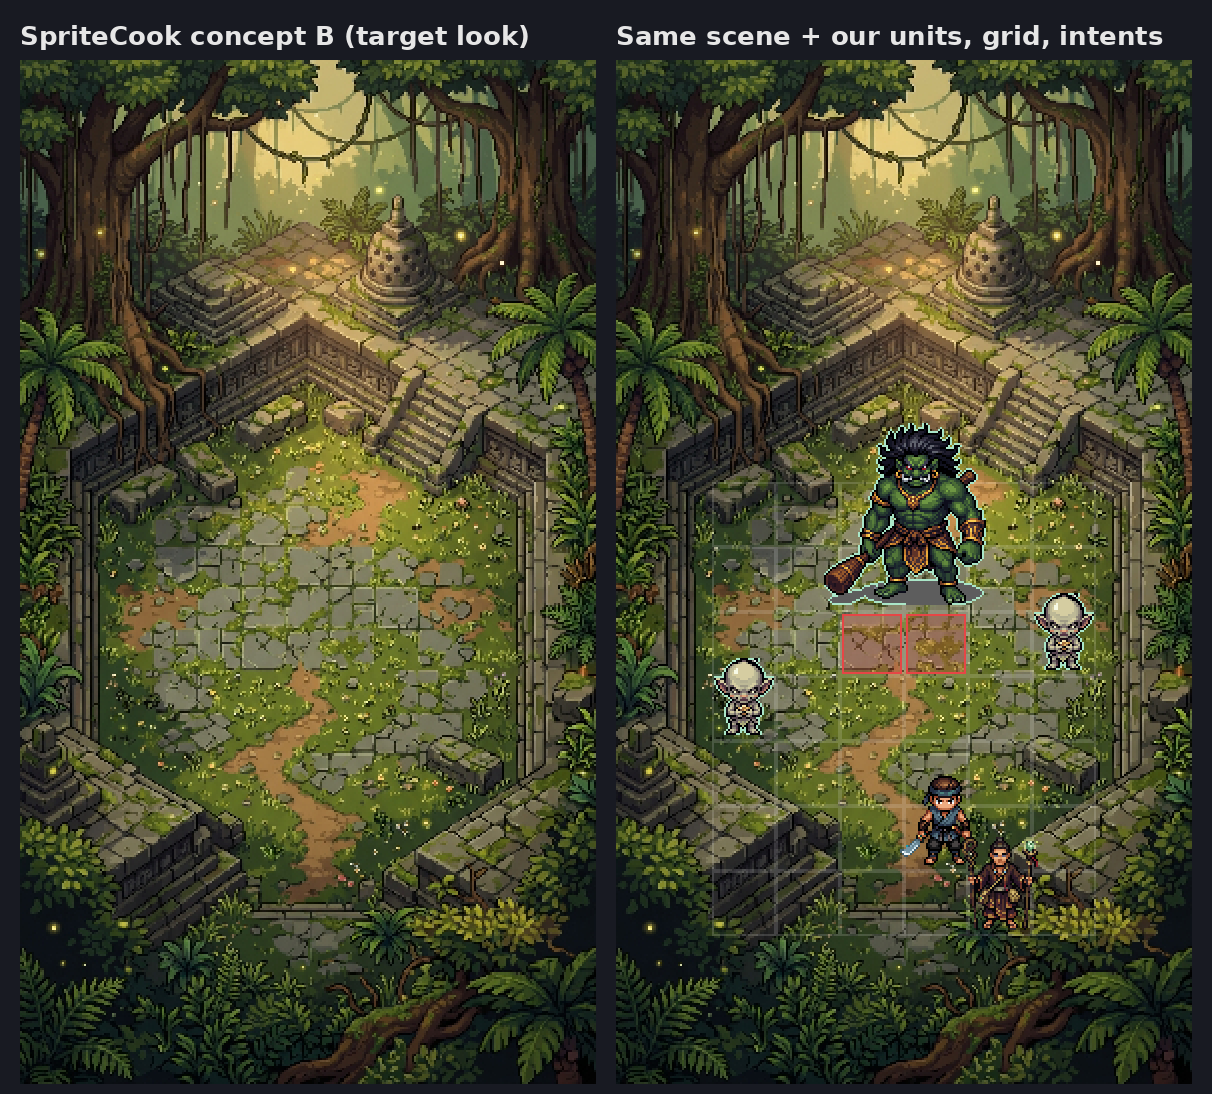 SpriteCook concept B (target look)
Same scene + our units, grid, intents